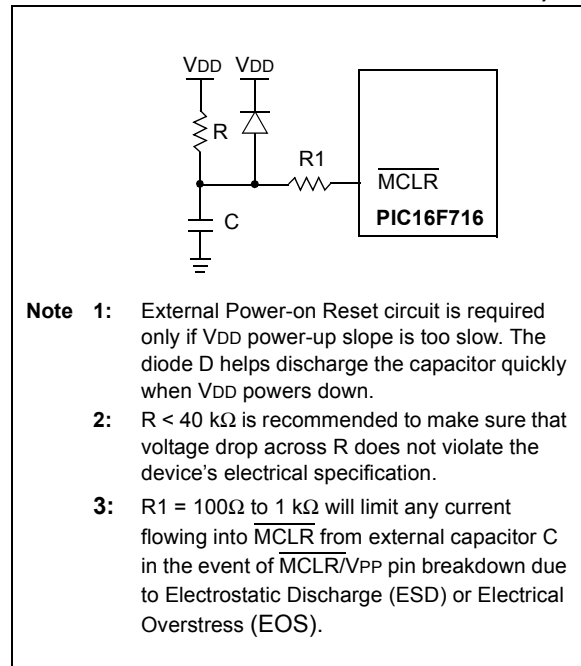 VDD VDD
R
R1
MCLR
PIC16F716
C
Note 1: External Power-on Reset circuit is required
only if VDD power-up slope is too slow. The
diode D helps discharge the capacitor quickly
when VDD powers down.
2: R < 40 kΩ is recommended to make sure that
voltage drop across R does not violate the
device's electrical specification.
3: R1 = 100Ω to 1 kΩ will limit any current
flowing into MCLR from external capacitor C
in the event of MCLR/VPP pin breakdown due
to Electrostatic Discharge (ESD) or Electrical
Overstress (EOS).